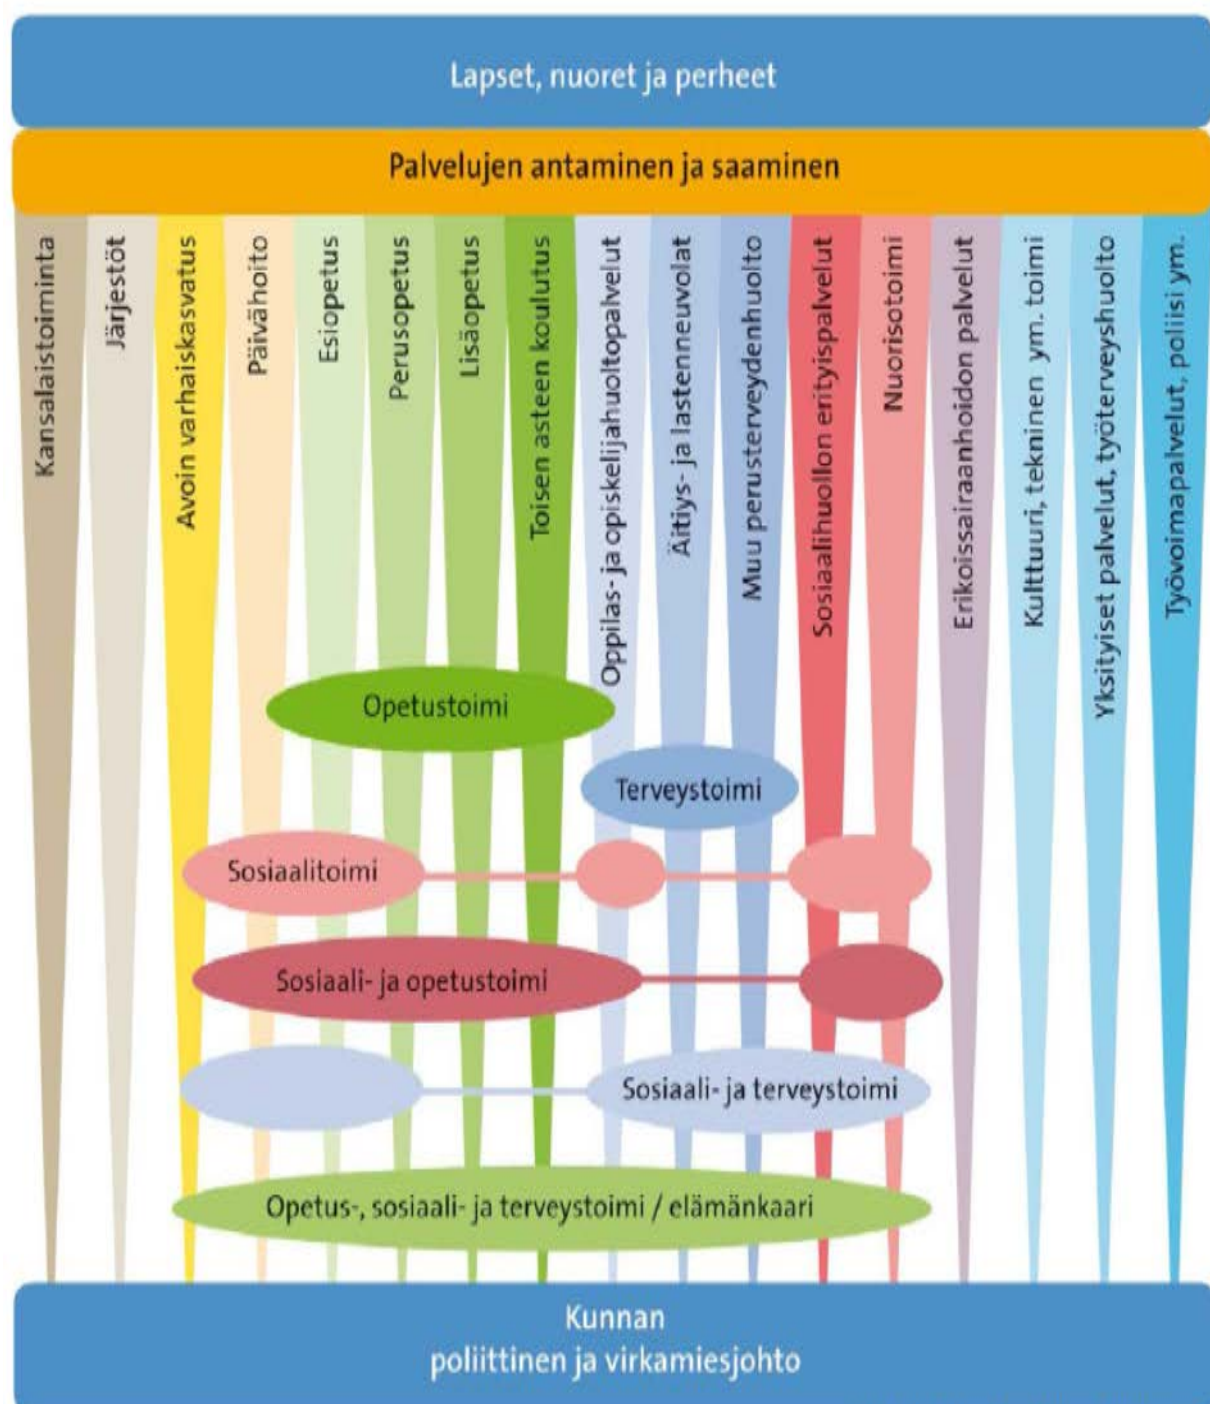 Lapset, nuoret ja perheet
Palvelujen antaminen ja saaminen
Kansalaistoiminta
Järjestöt
Avoin varhaiskasvatus
Päivähoito
Esiopetus
Perusopetus
Lisäopetus
Toisen asteen koulutus
Oppilas- ja opiskelijahuoltopalvelut
Äitiys- ja lastenneuvolat
Muu perusterveydenhuolto
Sosiaalihuollon erityispalvelut
Nuorisotoimi
Erikoissairaanhoidon palvelut
Kulttuuri, tekninen ym. toimi
Yksityiset palvelut, työterveyshuolto
Työvoimapalvelut, poliisi ym.
Opetustoimi
Terveystoimi
Sosiaalitoimi
Sosiaali- ja opetustoimi
Sosiaali- ja terveystoimi
Opetus-, sosiaali- ja terveystoimi / elämänkaari
Kunnan
poliittinen ja virkamiesjohto